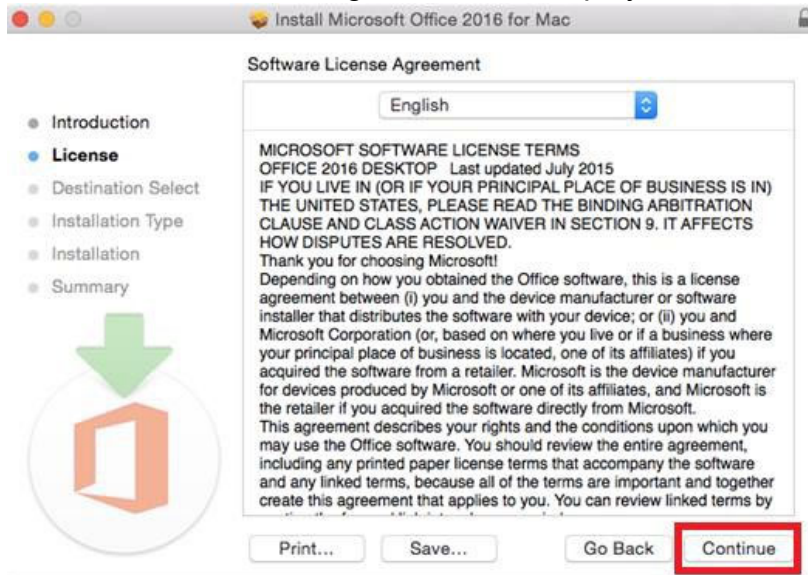 Install Microsoft Office 2016 for Mac
Software License Agreement
English
Introduction
License
Destination Select
Installation Type
Installation
Summary
MICROSOFT SOFTWARE LICENSE TERMS
OFFICE 2016 DESKTOP Last updated July 2015
IF YOU LIVE IN (OR IF YOUR PRINCIPAL PLACE OF BUSINESS IS IN)
THE UNITED STATES, PLEASE READ THE BINDING ARBITRATION
CLAUSE AND CLASS ACTION WAIVER IN SECTION 9. IT AFFECTS
HOW DISPUTES ARE RESOLVED.
Thank you for choosing Microsoft!
Depending on how you obtained the Office software, this is a license
agreement between (i) you and the device manufacturer or software
installer that distributes the software with your device; or (ii) you and
Microsoft Corporation (or, based on where you live or if a business where
your principal place of business is located, one of its affiliates) if you
acquired the software from a retailer. Microsoft is the device manufacturer
for devices produced by Microsoft or one of its affiliates, and Microsoft is
the retailer if you acquired the software directly from Microsoft.
This agreement describes your rights and the conditions upon which you
may use the Office software. You should review the entire agreement,
including any printed paper license terms that accompany the software
and any linked terms, because all of the terms are important and together
create this agreement that applies to you. You can review linked terms by
Print...
Save...
Go Back
Continue